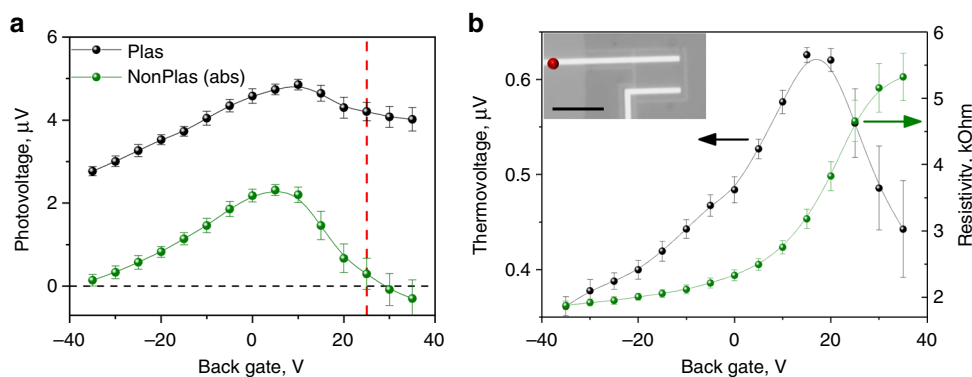 a
Plas
NonPlas (abs)
Photovoltage, μV
6
4
2
0
–40
–20
0
20
40
Back gate, V
b
Thermovoltage, μV
0.6
0.5
0.4
Resistivity, kOhm
6
5
4
3
2
–40
–20
0
20
40
Back gate, V